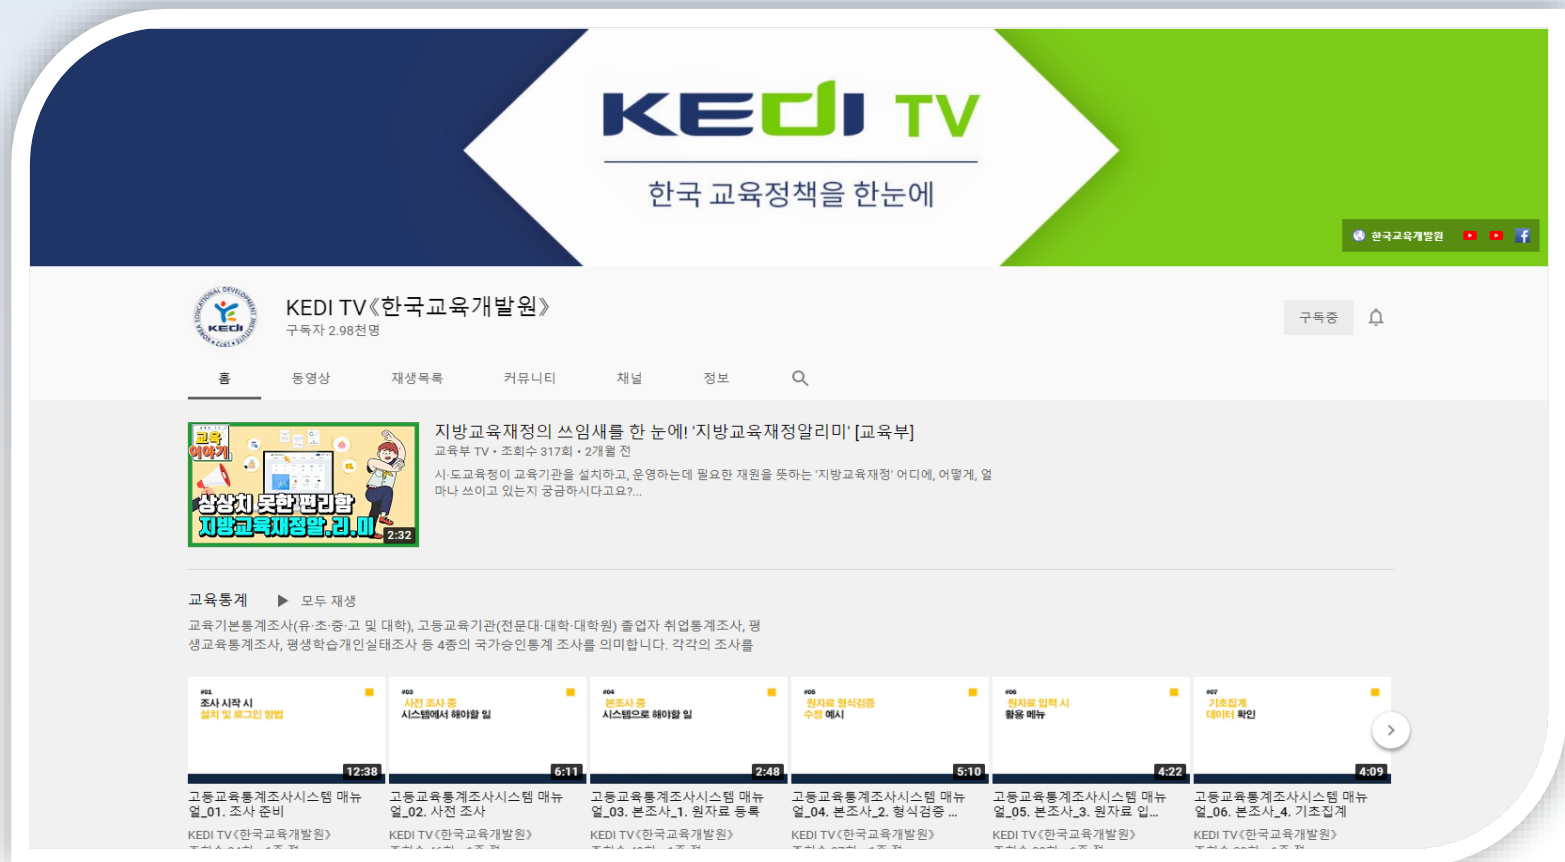 KEDI TV
한국 교육정책을 한눈에
한국교육개발원
KOREA EDUCATIONAL DEVELOPMENT INSTITUTE • 1972 •
KEDI
KEDI TV《한국교육개발원》
구독자 2.98천명
구독중
홈 동영상 재생목록 커뮤니티 채널 정보
교육
이야기
상상치 못한 편리함
지방교육재정알.리.미
2:32
지방교육재정의 쓰임새를 한 눈에! '지방교육재정알리미' [교육부]
교육부 TV • 조회수 317회 • 2개월 전
시·도교육청이 교육기관을 설치하고, 운영하는데 필요한 재원을 뜻하는 '지방교육재정' 어디에, 어떻게, 얼
마나 쓰이고 있는지 궁금하시다고요?...
교육통계 ▶ 모두 재생
교육기본통계조사(유·초·중·고 및 대학), 고등교육기관(전문대·대학·대학원) 졸업자 취업통계조사, 평
생교육통계조사, 평생학습개인실태조사 등 4종의 국가승인통계 조사를 의미합니다. 각각의 조사를
#01
조사 시작 시
설치 및 로그인 방법
12:38
고등교육통계조사시스템 매뉴
얼_01. 조사 준비
KEDI TV《한국교육개발원》
#03
사전 조사 중
시스템에서 해야할 일
6:11
고등교육통계조사시스템 매뉴
얼_02. 사전 조사
KEDI TV《한국교육개발원》
#04
본조사 중
시스템으로 해야할 일
2:48
고등교육통계조사시스템 매뉴
얼_03. 본조사_1. 원자료 등록
KEDI TV《한국교육개발원》
#05
원자료 형식검증
수정 예시
5:10
고등교육통계조사시스템 매뉴
얼_04. 본조사_2. 형식검증 ...
KEDI TV《한국교육개발원》
#06
원자료 입력 시
활용 메뉴
4:22
고등교육통계조사시스템 매뉴
얼_05. 본조사_3. 원자료 입...
KEDI TV《한국교육개발원》
#07
기초집계
데이터 확인
4:09
고등교육통계조사시스템 매뉴
얼_06. 본조사_4. 기초집계
KEDI TV《한국교육개발원》